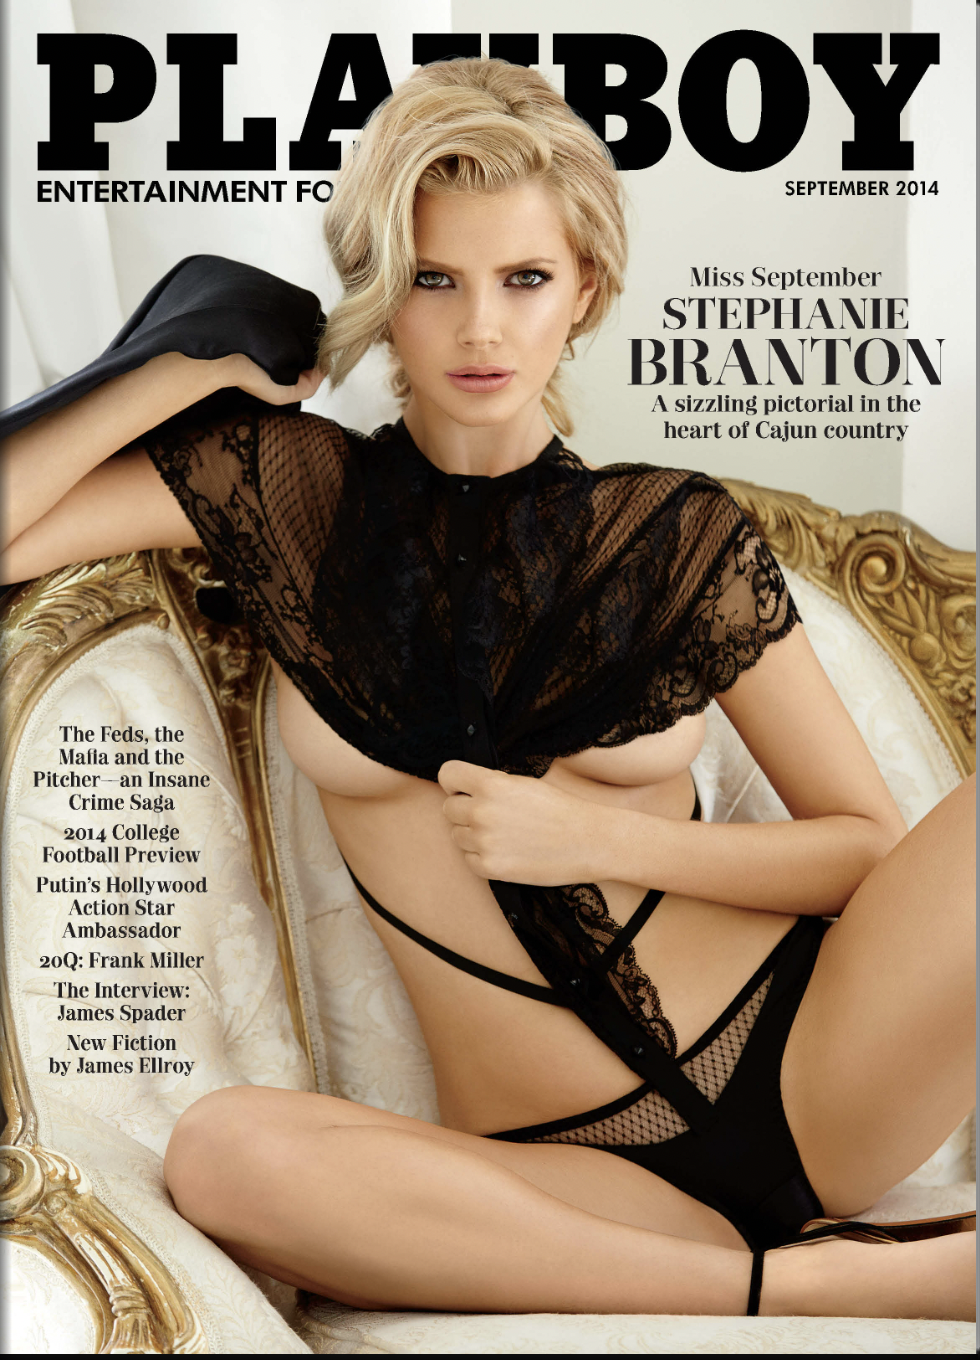 PLAYBOY
ENTERTAINMENT FO
SEPTEMBER 2014
Miss September
STEPHANIE
BRANTON
A sizzling pictorial in the
heart of Cajun country
The Feds, the
Mafia and the
Pitcher—an Insane
Crime Saga
2014 College
Football Preview
Putin's Hollywood
Action Star
Ambassador
20Q: Frank Miller
The Interview:
James Spader
New Fiction
by James Ellroy